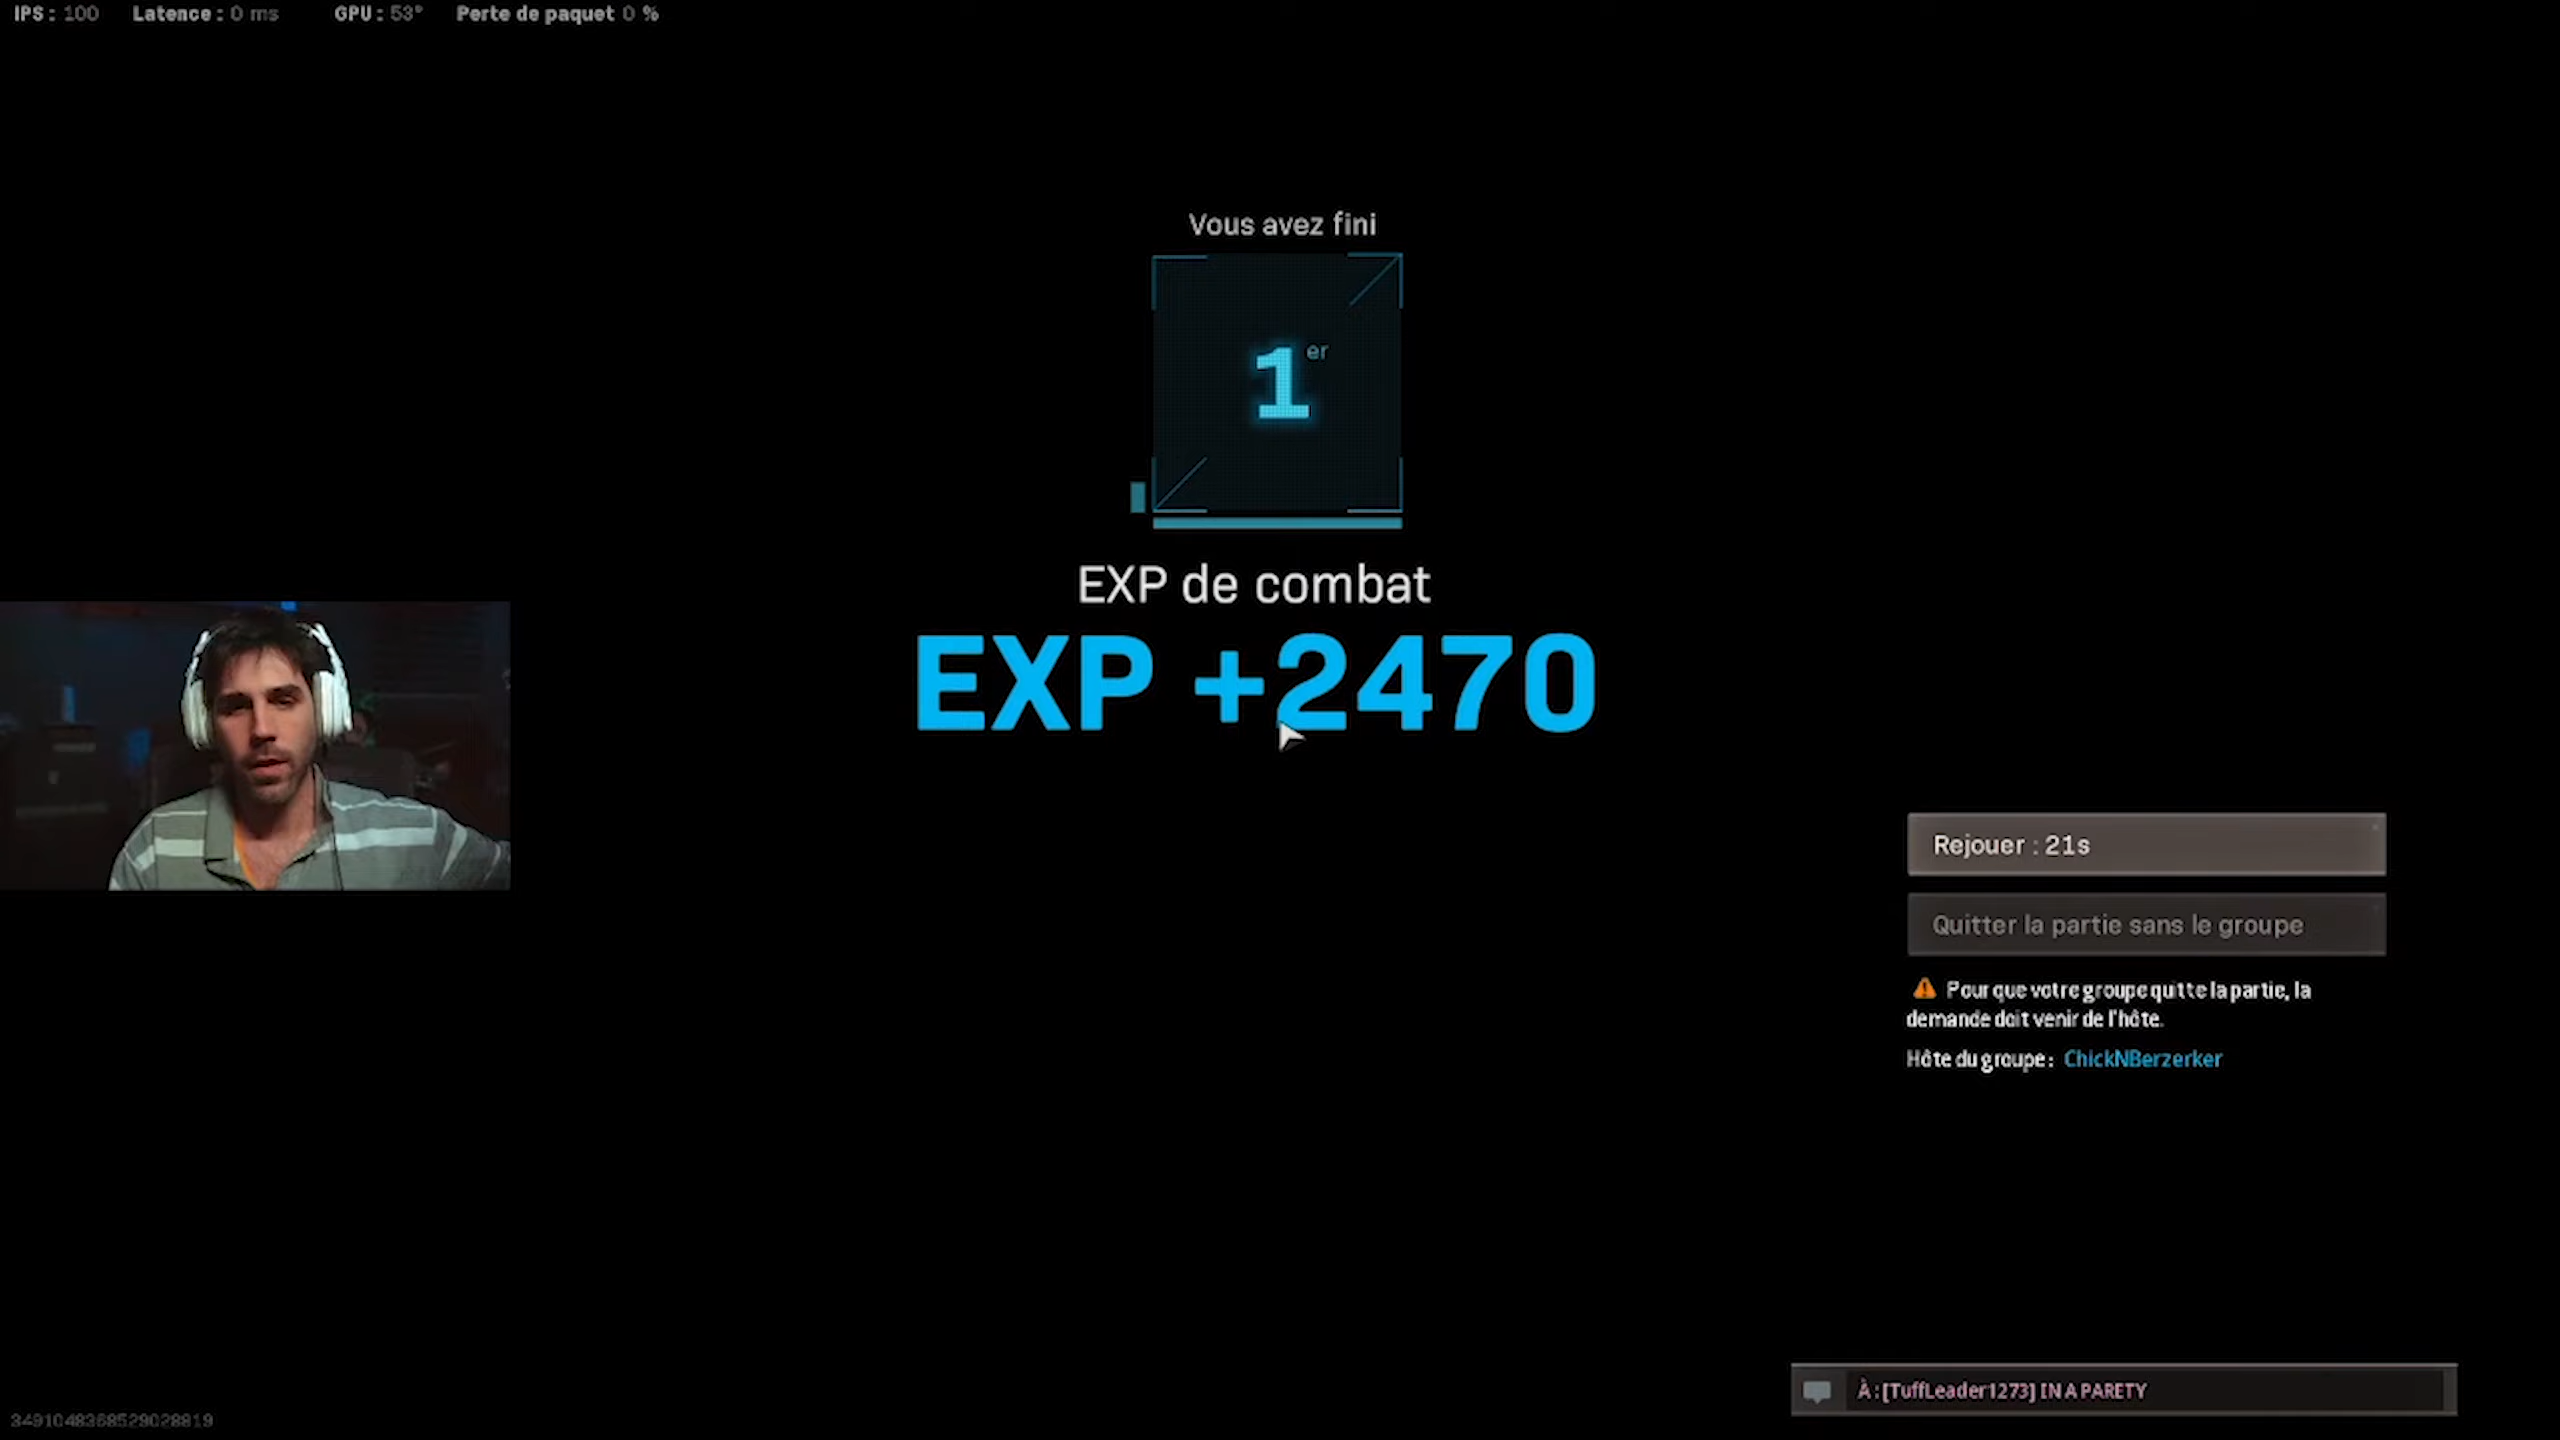 IPS : 100 Latence : 0 ms GPU : 53° Perte de paquet 0 %
Vous avez fini
1er
EXP de combat
EXP +2470
Rejouer : 21s
Quitter la partie sans le groupe
Pour que votre groupe quitte la partie, la
demande doit venir de l'hôte.
Hôte du groupe : ChickNBerzerker
À : [TuffLeader1273] IN A PARETY
3491048368529028819